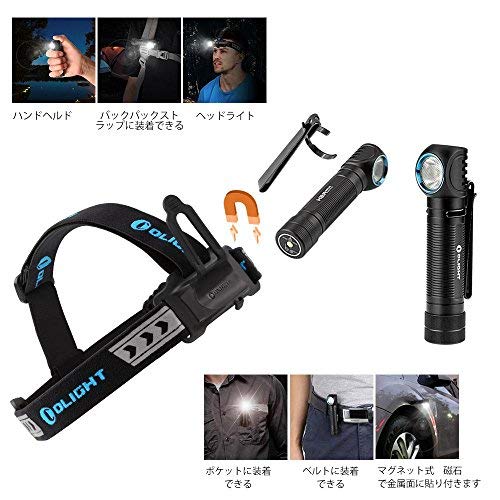 ハンドヘルド
バックパックスト
ラップに装着できる
ヘッドライト
OLIGHT
OLIGHT
OLIGHT
ポケットに装着
できる
ベルトに装着
できる
マグネット式 磁石
で金属面に貼り付きます